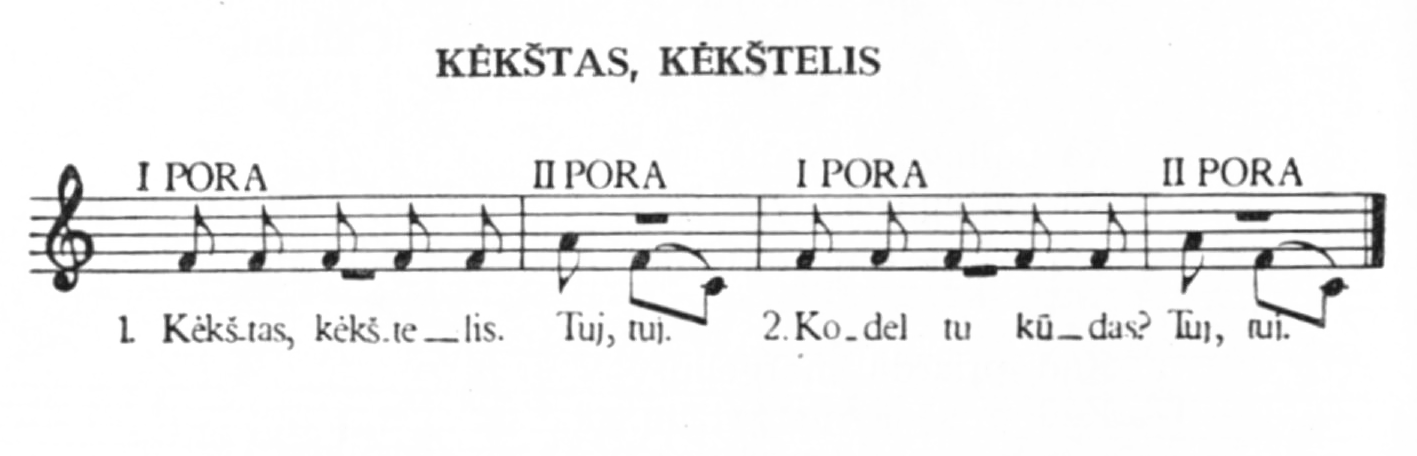 KĖKŠTAS, KĖKŠTELIS
I PORA II PORA I PORA II PORA
1. Kėkš-tas, kėkš-te-lis. Tuj, tuj. 2. Ko-del tu kū-das? Tuj, tuj.